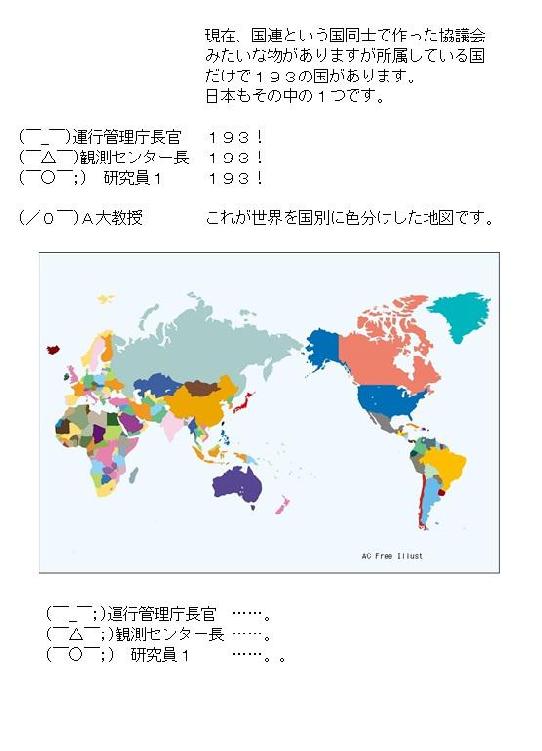 現在、国連という国同士で作った協議会
みたいな物がありますが所属している国
だけで１９３の国があります。
日本もその中の１つです。
(￣_￣)運行管理庁長官　１９３！
(￣△￣)観測センター長　１９３！
(￣〇￣;)　研究員１　１９３！
(／０￣)Ａ大教授　これが世界を国別に色分けした地図です。
AC Free Illust
(￣_￣;)運行管理庁長官　……。
(￣△￣;)観測センター長　……。
(￣〇￣;)　研究員１　……。。